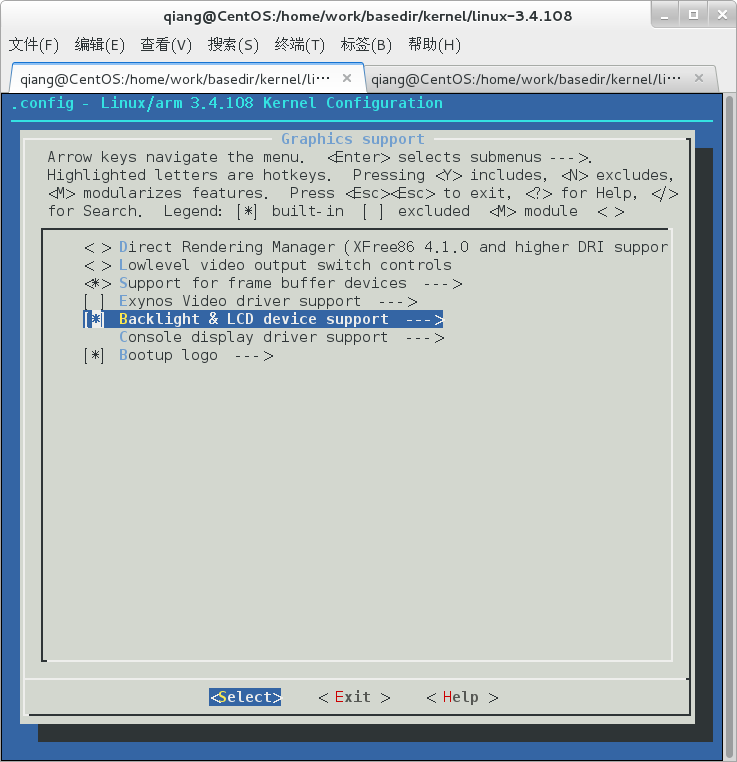 qiang@CentOS:/home/work/basedir/kernel/linux-3.4.108
文件(F) 编辑(E) 查看(V) 搜索(S) 终端(T) 标签(B) 帮助(H)
qiang@CentOS:/home/work/basedir/kernel/li··· × qiang@CentOS:/home/work/basedir/kernel/li··· ×
.config - Linux/arm 3.4.108 Kernel Configuration
Graphics support
Arrow keys navigate the menu. <Enter> selects submenus --->.
Highlighted letters are hotkeys. Pressing <Y> includes, <N> excludes,
<M> modularizes features. Press <Esc><Esc> to exit, <?> for Help, </>
for Search. Legend: [*] built-in [ ] excluded <M> module < >
< > Direct Rendering Manager (XFree86 4.1.0 and higher DRI suppor
< > Lowlevel video output switch controls
<*> Support for frame buffer devices --->
[ ] Exynos Video driver support --->
[*] Backlight & LCD device support --->
Console display driver support --->
[*] Bootup logo --->
<Select> < Exit > < Help >